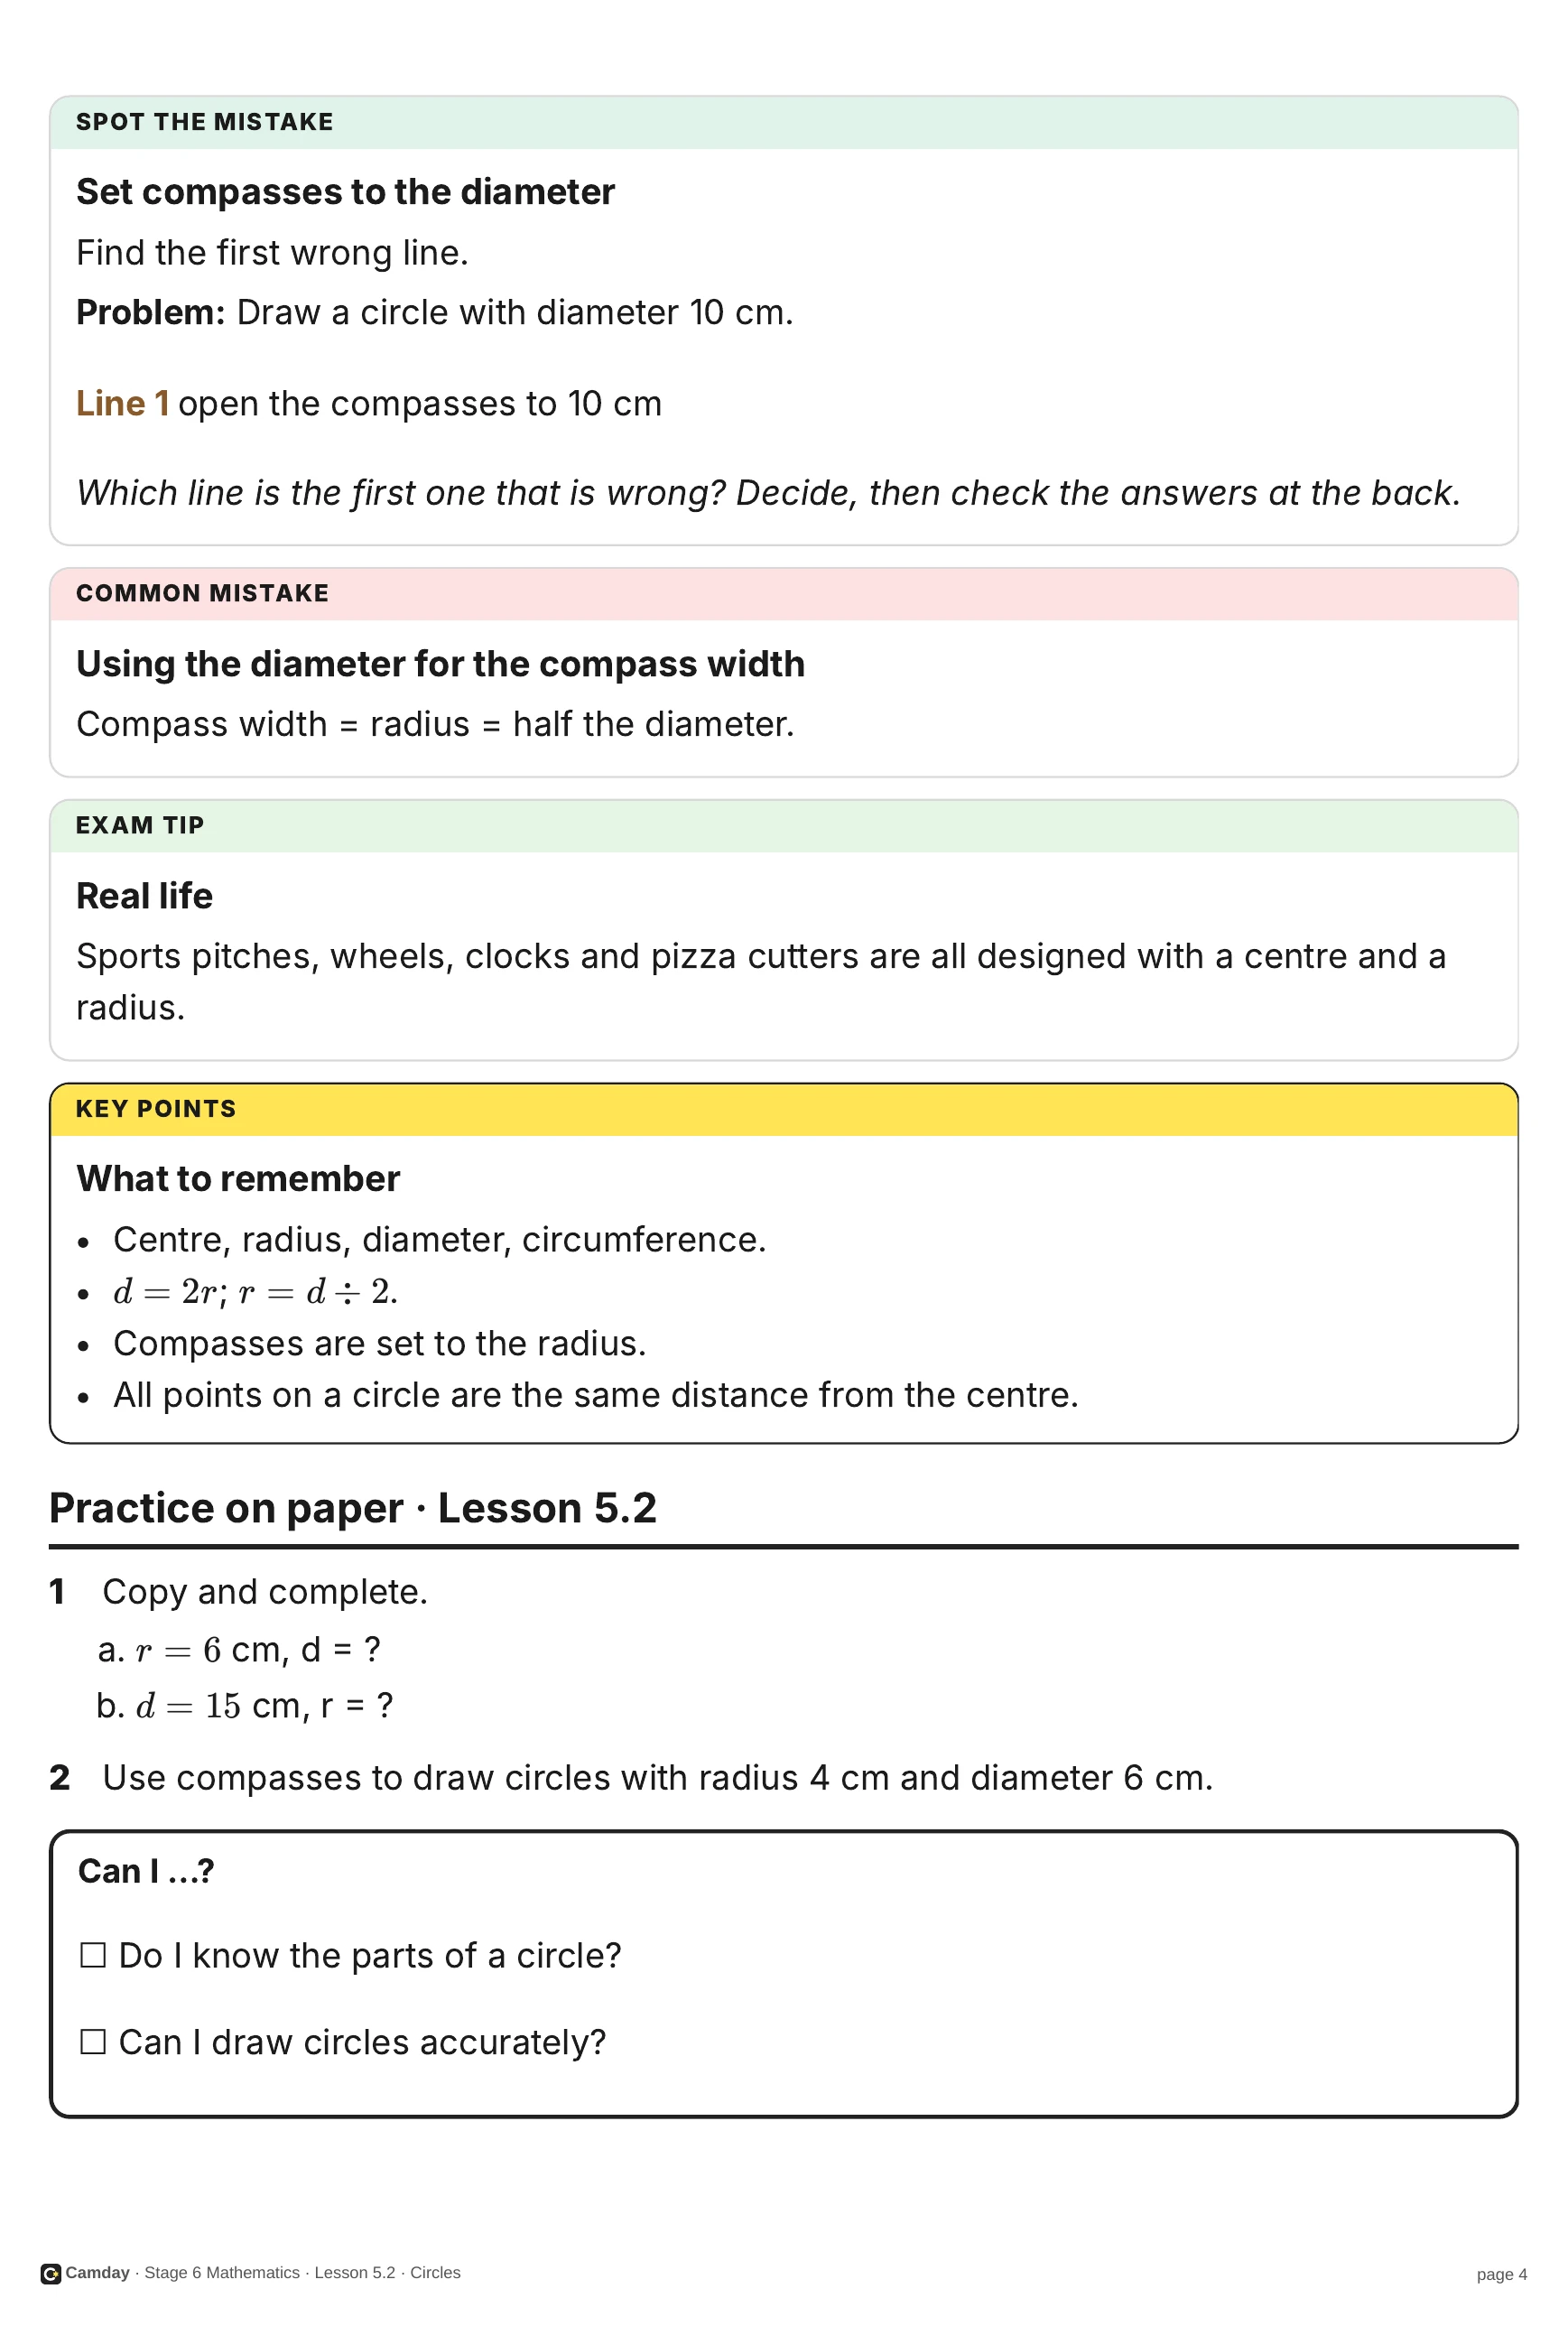 SPOT THE MISTAKE
Set compasses to the diameter
Find the first wrong line.
Problem: Draw a circle with diameter 10 cm.
Line 1 open the compasses to 10 cm
Which line is the first one that is wrong? Decide, then check the answers at the back.
COMMON MISTAKE
Using the diameter for the compass width
Compass width = radius = half the diameter.
EXAM TIP
Real life
Sports pitches, wheels, clocks and pizza cutters are all designed with a centre and a
radius.
KEY POINTS
What to remember
• Centre, radius, diameter, circumference.
• d = 2r; r = d ÷ 2.
• Compasses are set to the radius.
• All points on a circle are the same distance from the centre.
Practice on paper · Lesson 5.2
1 Copy and complete.
a. r = 6 cm, d = ?
b. d = 15 cm, r = ?
2 Use compasses to draw circles with radius 4 cm and diameter 6 cm.
Can I ...?
☐ Do I know the parts of a circle?
☐ Can I draw circles accurately?
Camday · Stage 6 Mathematics · Lesson 5.2 · Circles
page 4